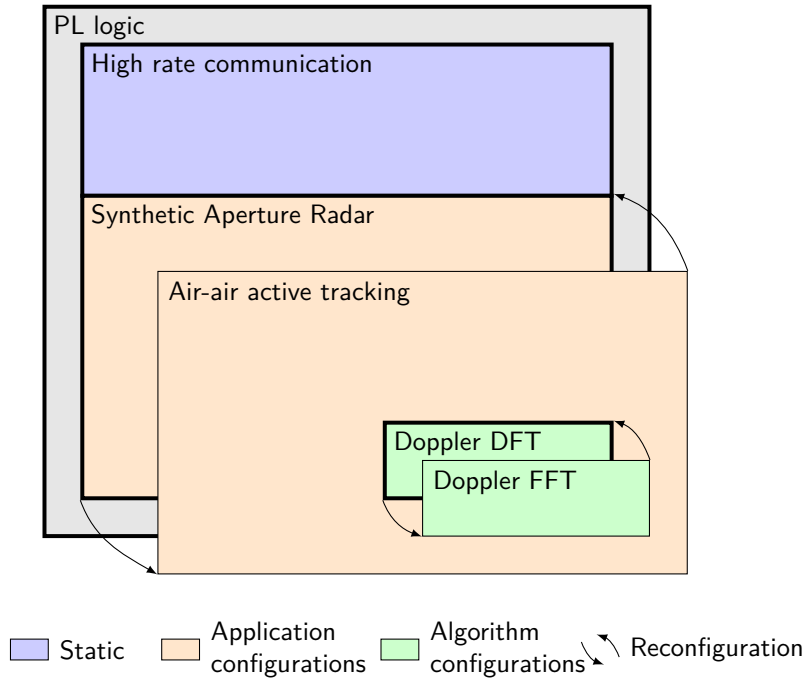 PL logic
High rate communication
Synthetic Aperture Radar
Air-air active tracking
Doppler DFT
Doppler FFT
Static
Application
configurations
Algorithm
configurations
Reconfiguration